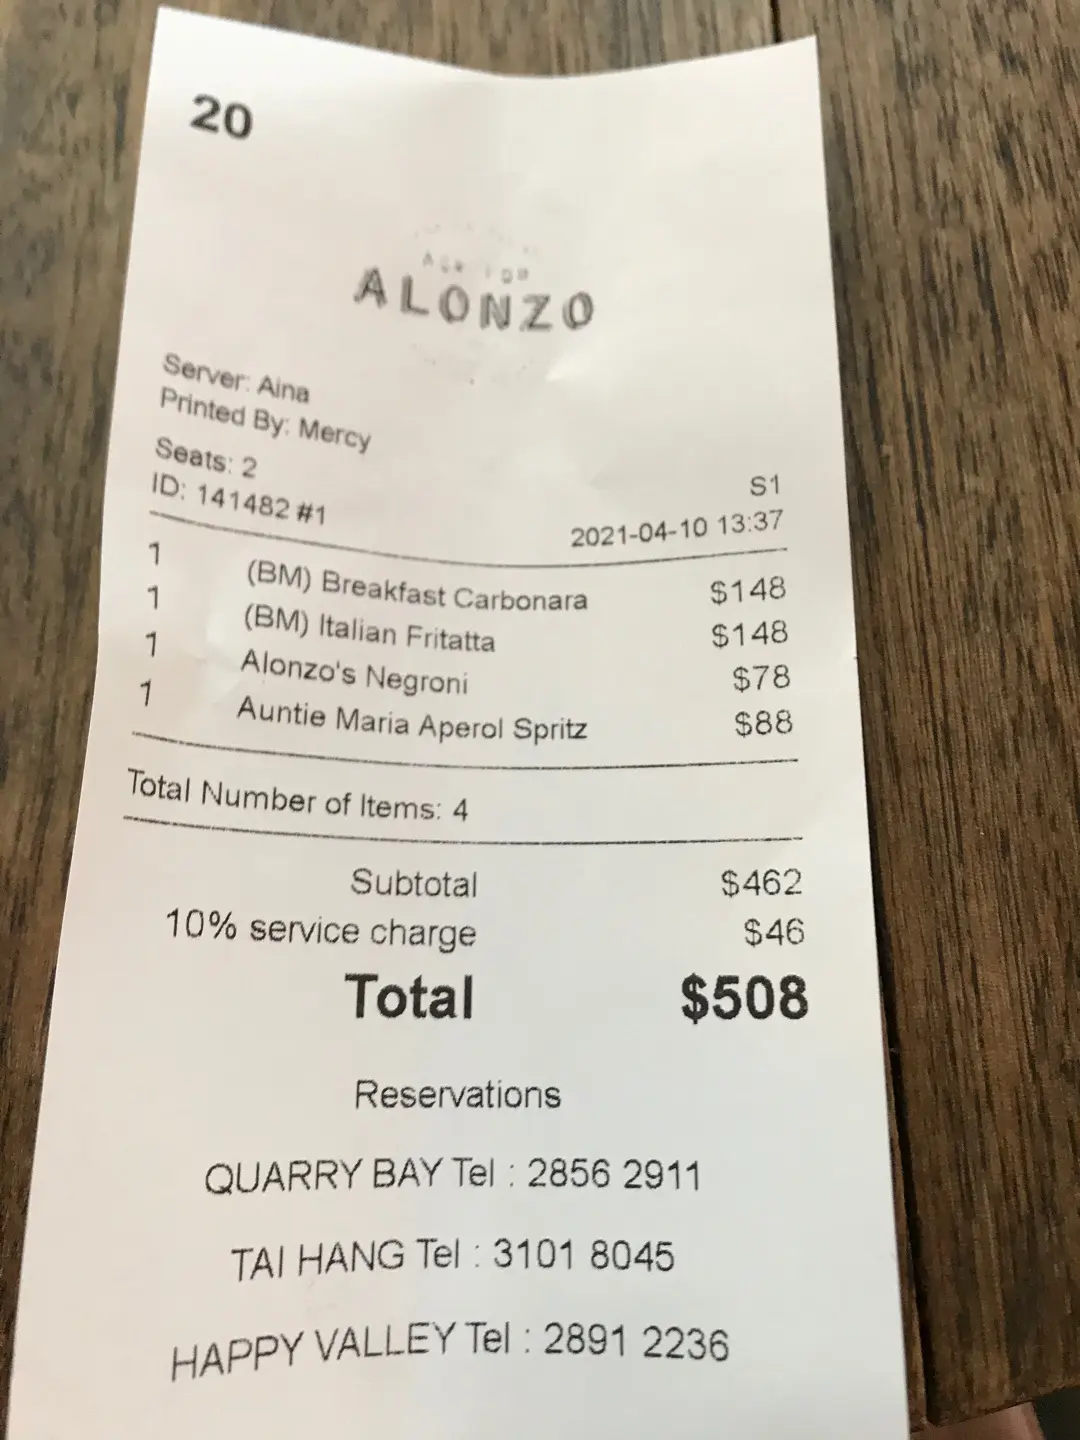 20
ALONZO
Server: Aina
Printed By: Mercy
Seats: 2
S1
ID: 141482 #1
2021-04-10 13:37
1 (BM) Breakfast Carbonara $148
1 (BM) Italian Fritatta $148
1 Alonzo's Negroni $78
1 Auntie Maria Aperol Spritz $88
Total Number of Items: 4
Subtotal $462
10% service charge $46
Total $508
Reservations
QUARRY BAY Tel : 2856 2911
TAI HANG Tel : 3101 8045
HAPPY VALLEY Tel : 2891 2236